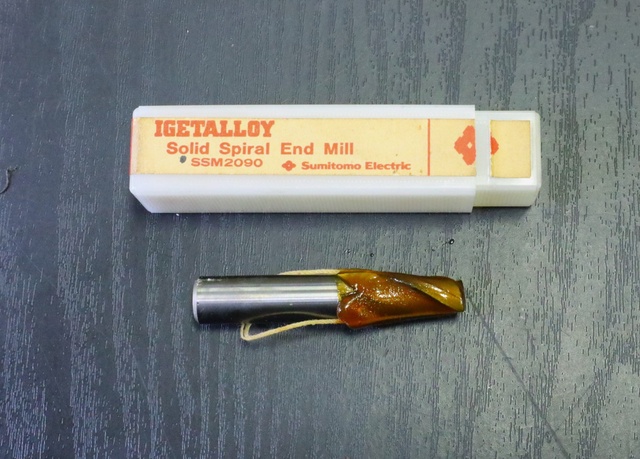 IGETALLOY
Solid Spiral End Mill
SSM2090 Sumitomo Electric